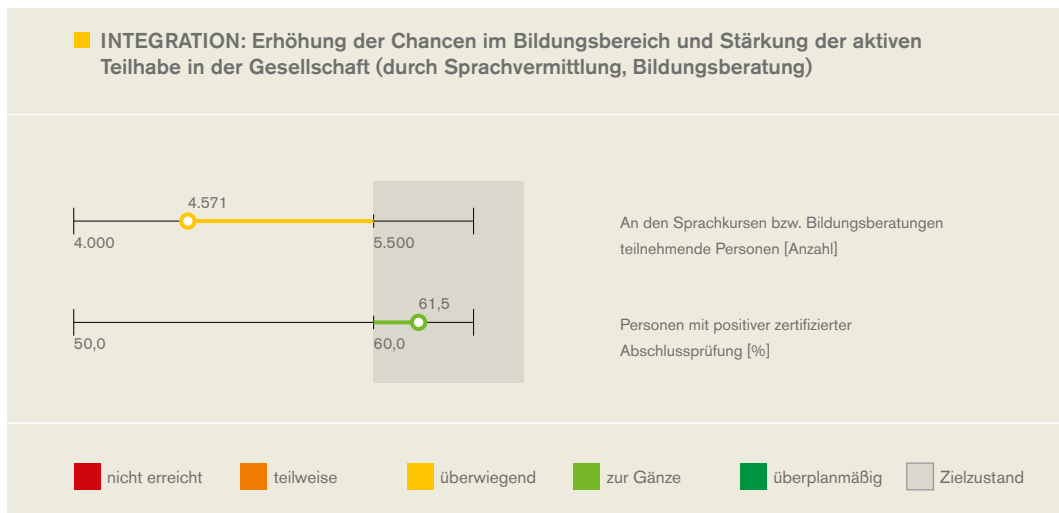 INTEGRATION: Erhöhung der Chancen im Bildungsbereich und Stärkung der aktiven
Teilhabe in der Gesellschaft (durch Sprachvermittlung, Bildungsberatung)
4.571
4.000
5.500
An den Sprachkursen bzw. Bildungsberatungen
teilnehmende Personen [Anzahl]
61,5
50,0
60,0
Personen mit positiver zertifizierter
Abschlussprüfung [%]
nicht erreicht
teilweise
überwiegend
zur Gänze
überplanmäßig
Zielzustand